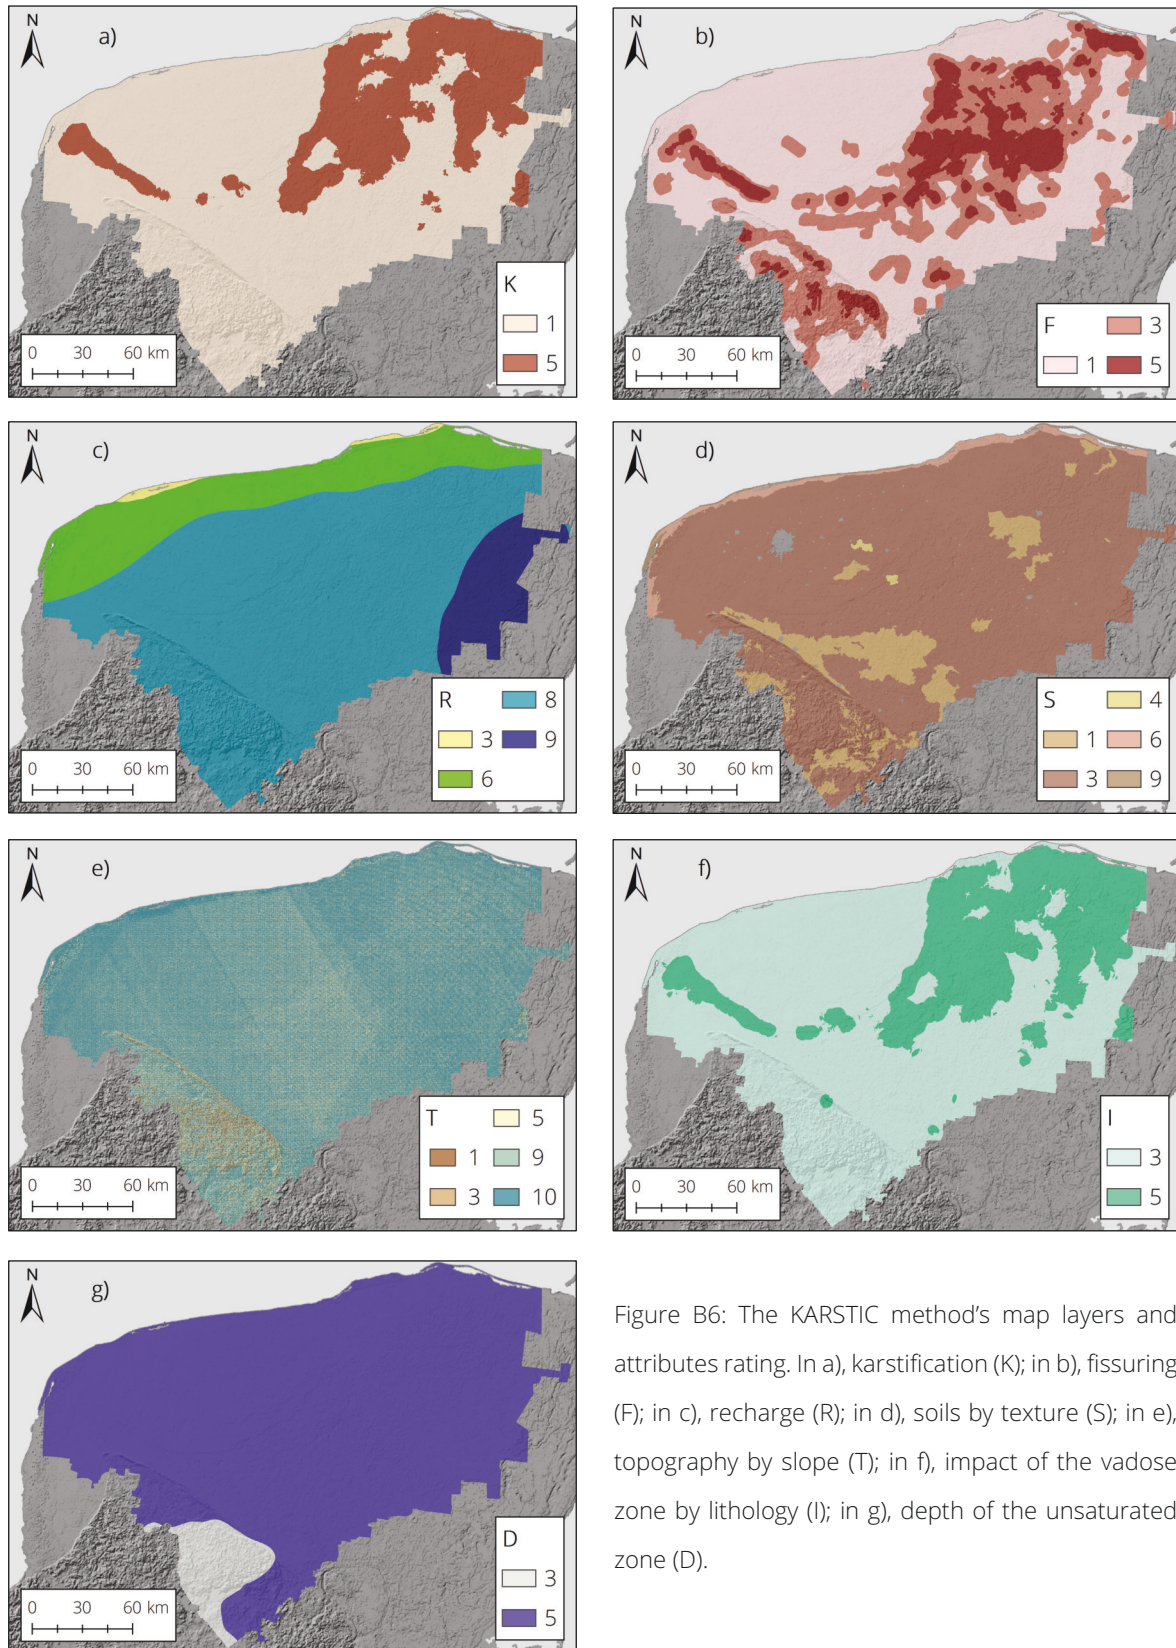 N
a)
K
1
5
0 30 60 km
N
b)
F
3
1
5
0 30 60 km
N
c)
R
8
3
9
6
0 30 60 km
N
d)
S
4
1
6
3
9
0 30 60 km
N
e)
T
5
1
9
3
10
0 30 60 km
N
f)
I
3
5
0 30 60 km
N
g)
D
3
5
0 30 60 km
Figure B6: The KARSTIC method's map layers and
attributes rating. In a), karstification (K); in b), fissuring
(F); in c), recharge (R); in d), soils by texture (S); in e),
topography by slope (T); in f), impact of the vadose
zone by lithology (I); in g), depth of the unsaturated
zone (D).